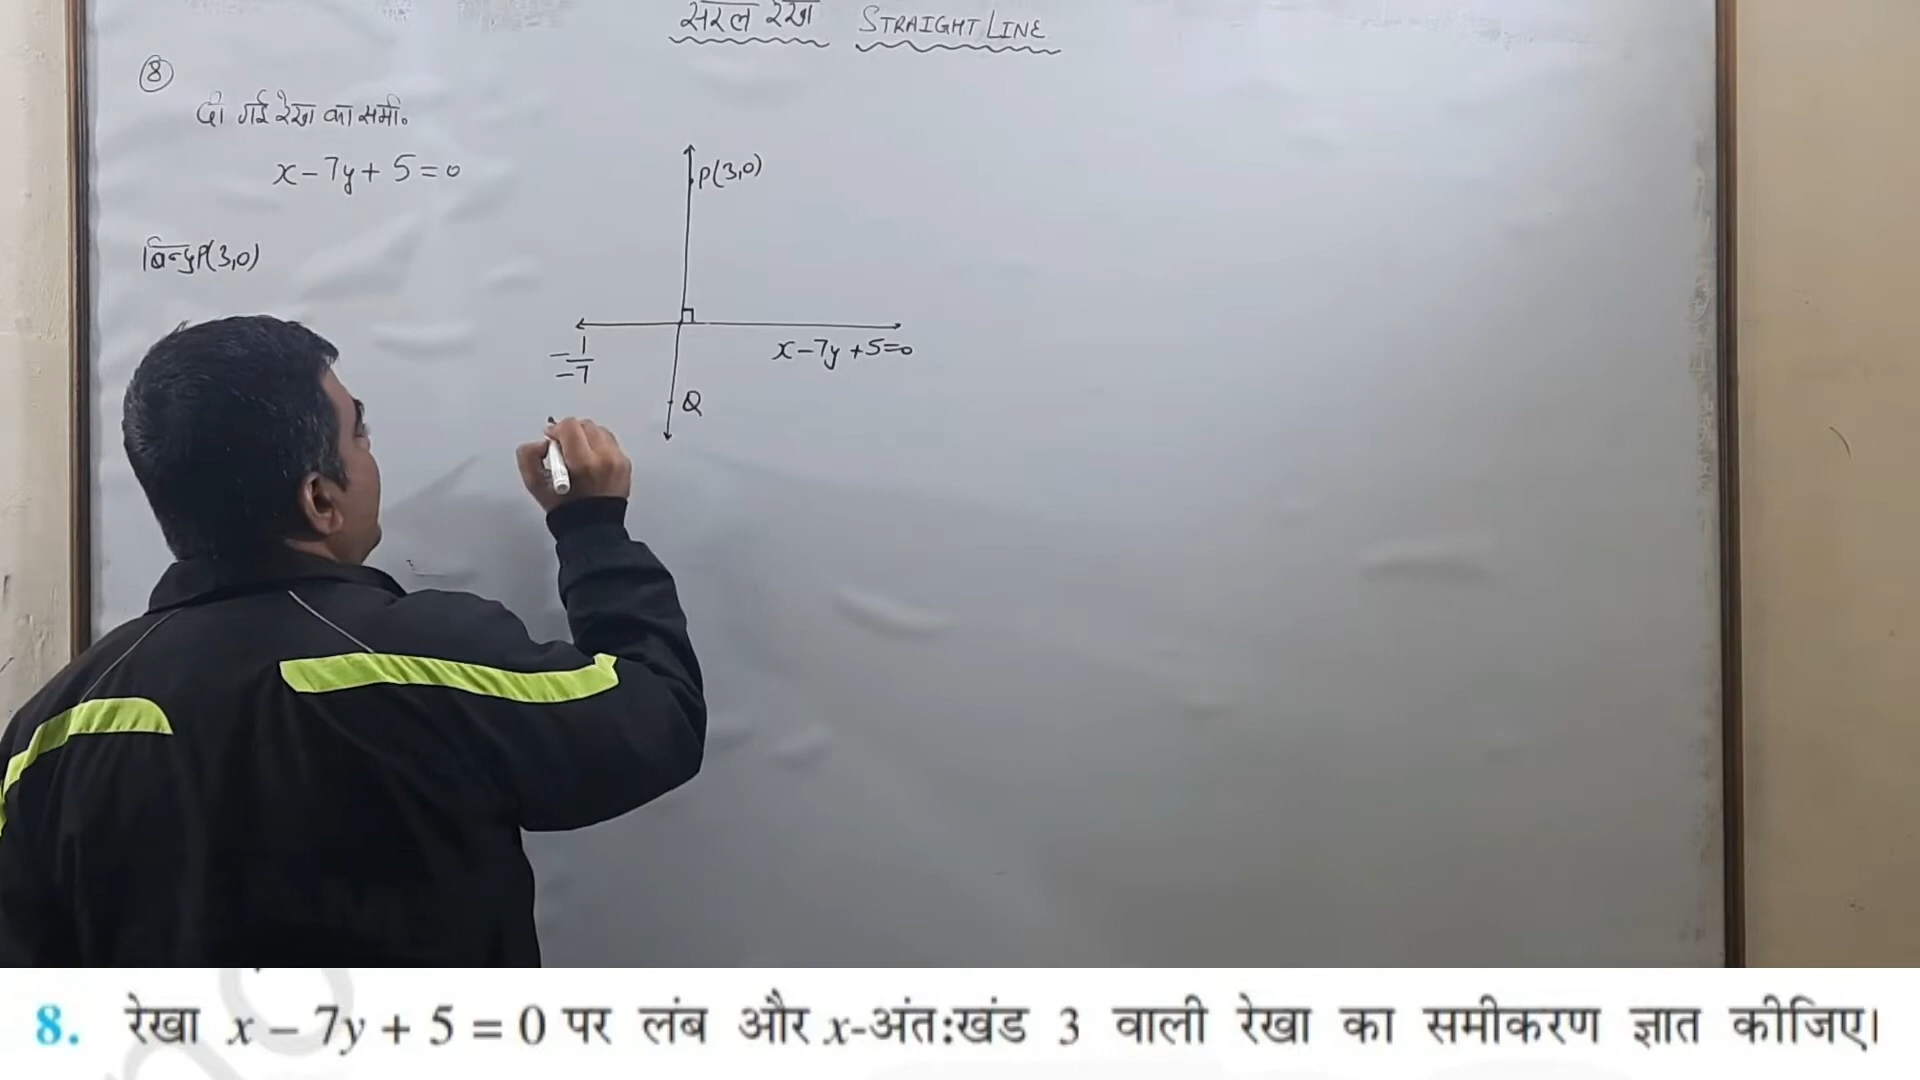 सरल रेखा STRAIGHT LINE
8
दी गई रेखा का समी०
x - 7y + 5 = 0
बिन्दु P(3,0)
P(3,0)
x - 7y + 5 = 0
- 1
-7
Q
8. रेखा x – 7y + 5 = 0 पर लंब और x-अंत:खंड 3 वाली रेखा का समीकरण ज्ञात कीजिए।